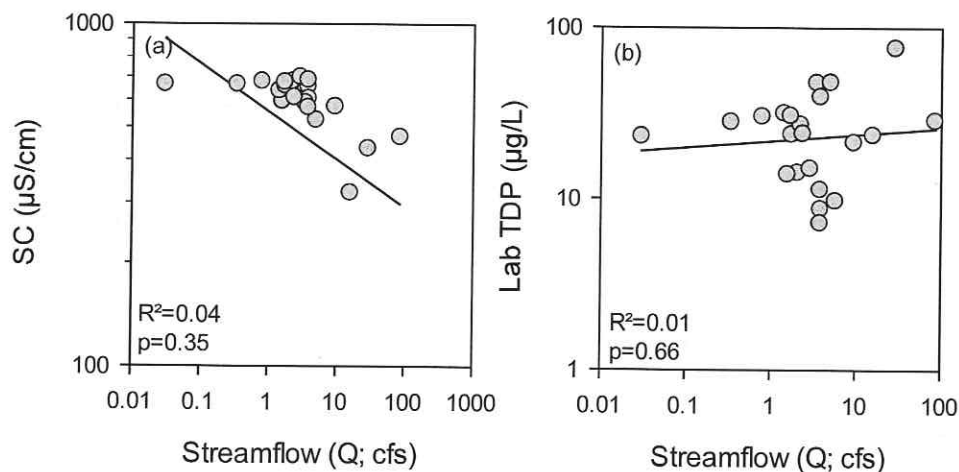 1000
(a)
SC (µS/cm)
R²=0.04
p=0.35
100
0.01 0.1 1 10 100 1000
Streamflow (Q; cfs)
100
(b)
Lab TDP (µg/L)
10
R²=0.01
p=0.66
1
0.01 0.1 1 10 100
Streamflow (Q; cfs)